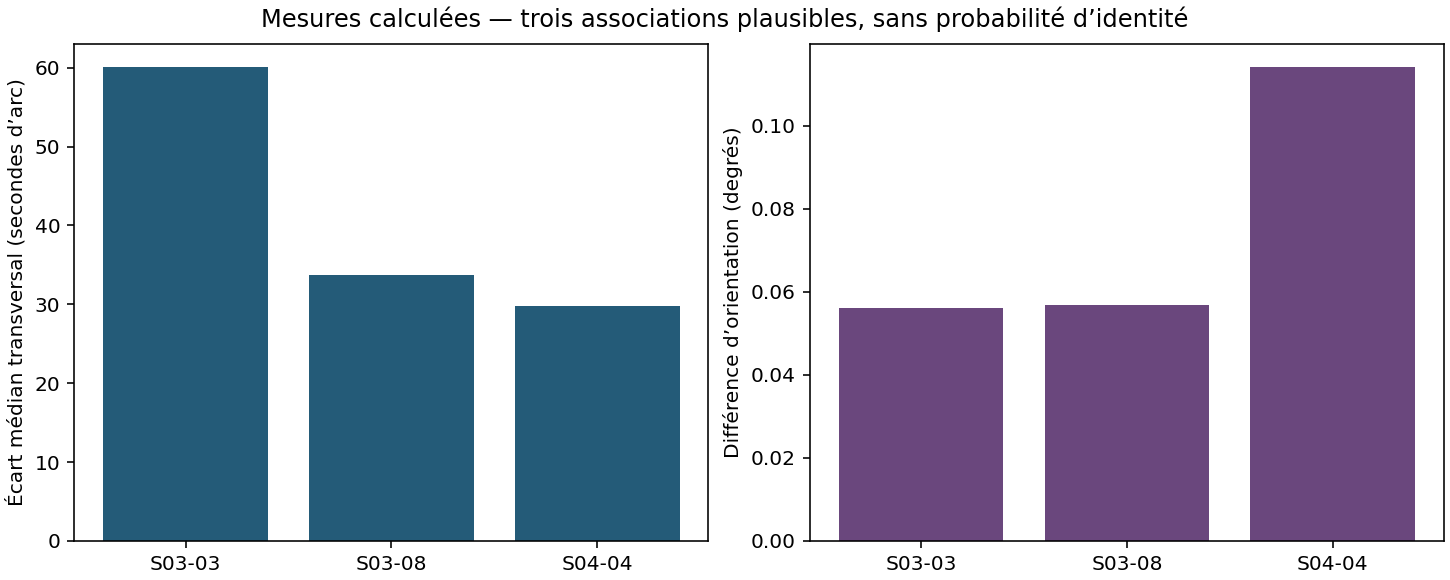 Mesures calculées — trois associations plausibles, sans probabilité d’identité
Écart médian transversal (secondes d’arc)
60
50
40
30
20
10
0
S03-03
S03-08
S04-04
Différence d’orientation (degrés)
0.10
0.08
0.06
0.04
0.02
0.00
S03-03
S03-08
S04-04